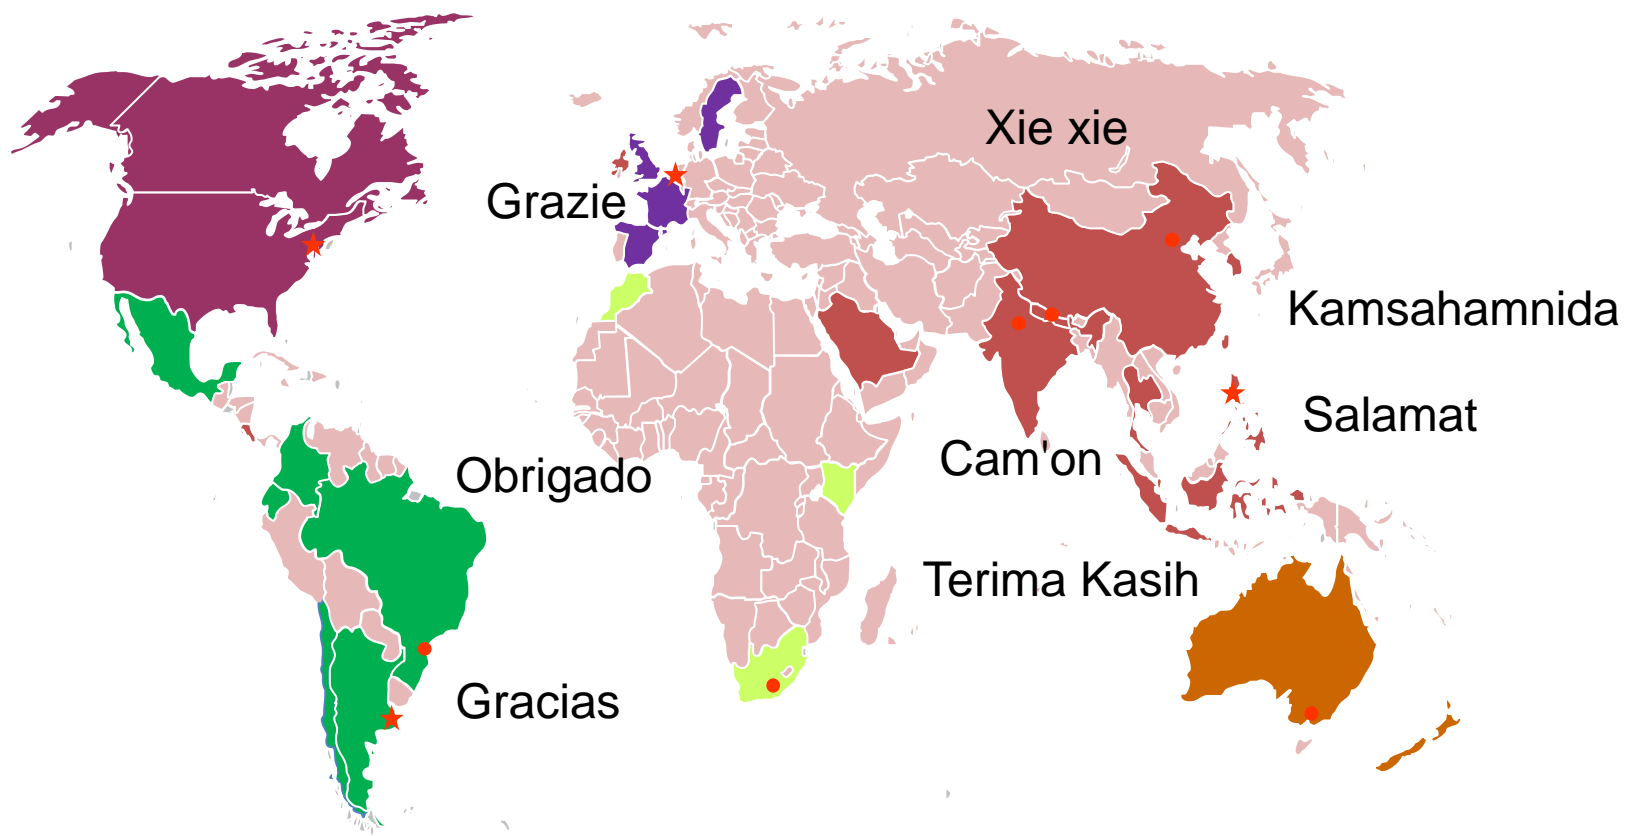 Xie xie
Grazie
Kamsahamnida
Salamat
Cam'on
Obrigado
Terima Kasih
Gracias